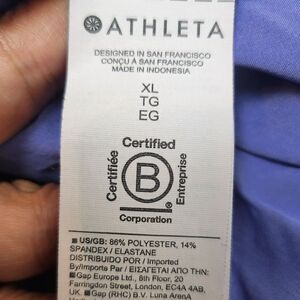 ATHLETA
DESIGNED IN SAN FRANCISCO
CONÇU À SAN FRANCISCO
MADE IN INDONESIA
XL
TG
EG
Certified
Certifiée
B
Entreprise
Corporation
US/GB: 86% POLYESTER, 14%
SPANDEX / ELASTANE
DISTRIBUIDO POR / Imported
By/Importe Par / ΕΙΣΑΓΕΤΑΙ ΑΠΟ ΤΗΝ:
Gap Europe Ltd., 8th Floor, 20
Farringdon Street, London, EC4A 4AB,
UK. Gap (RHC) B.V. Luna ArenA